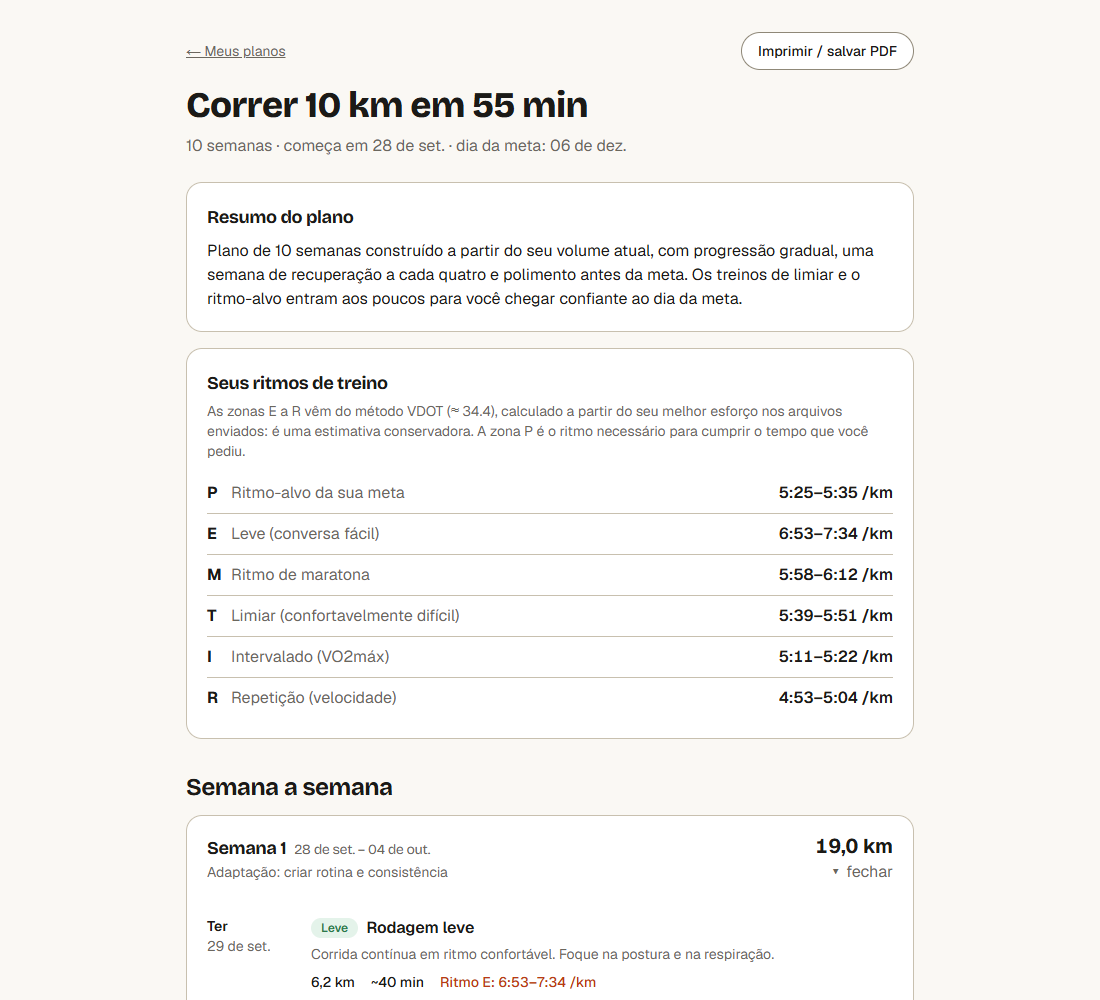 ← Meus planos
Imprimir / salvar PDF
Correr 10 km em 55 min
10 semanas · começa em 28 de set. · dia da meta: 06 de dez.
Resumo do plano
Plano de 10 semanas construído a partir do seu volume atual, com progressão gradual, uma
semana de recuperação a cada quatro e polimento antes da meta. Os treinos de limiar e o
ritmo-alvo entram aos poucos para você chegar confiante ao dia da meta.
Seus ritmos de treino
As zonas E a R vêm do método VDOT (≈ 34.4), calculado a partir do seu melhor esforço nos arquivos
enviados: é uma estimativa conservadora. A zona P é o ritmo necessário para cumprir o tempo que você
pediu.
P Ritmo-alvo da sua meta 5:25–5:35 /km
E Leve (conversa fácil) 6:53–7:34 /km
M Ritmo de maratona 5:58–6:12 /km
T Limiar (confortavelmente difícil) 5:39–5:51 /km
I Intervalado (VO2máx) 5:11–5:22 /km
R Repetição (velocidade) 4:53–5:04 /km
Semana a semana
Semana 1 28 de set. – 04 de out. 19,0 km
Adaptação: criar rotina e consistência ▼ fechar
Ter Leve Rodagem leve
29 de set.
Corrida contínua em ritmo confortável. Foque na postura e na respiração.
6,2 km ~40 min Ritmo E: 6:53–7:34 /km